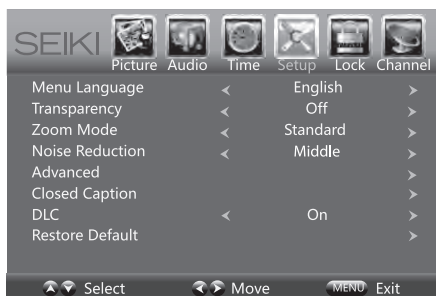 SEIKI
Picture Audio Time Setup Lock Channel
Menu Language English
Transparency Off
Zoom Mode Standard
Noise Reduction Middle
Advanced
Closed Caption
DLC On
Restore Default
Select Move MENU Exit